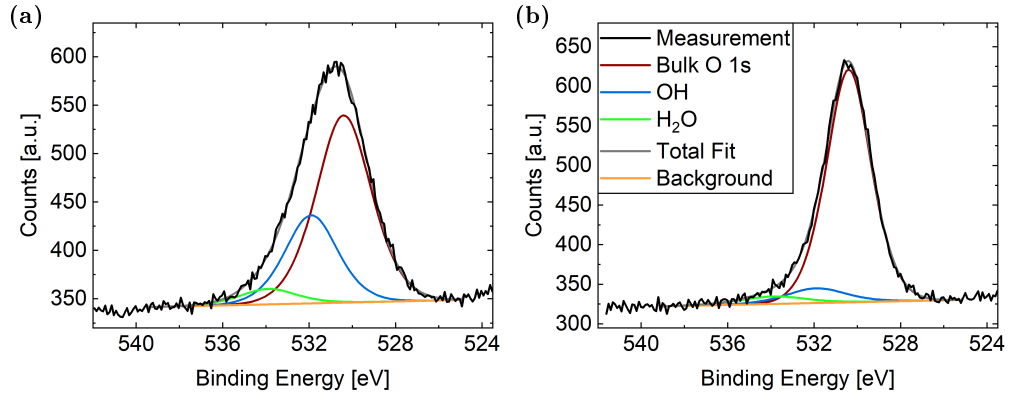 (a)
600
550
500
450
400
350
540
536
532
528
524
Counts [a.u.]
Binding Energy [eV]
(b)
650
600
550
500
450
400
350
300
540
536
532
528
524
Counts [a.u.]
Binding Energy [eV]
Measurement
Bulk O 1s
OH
H₂O
Total Fit
Background